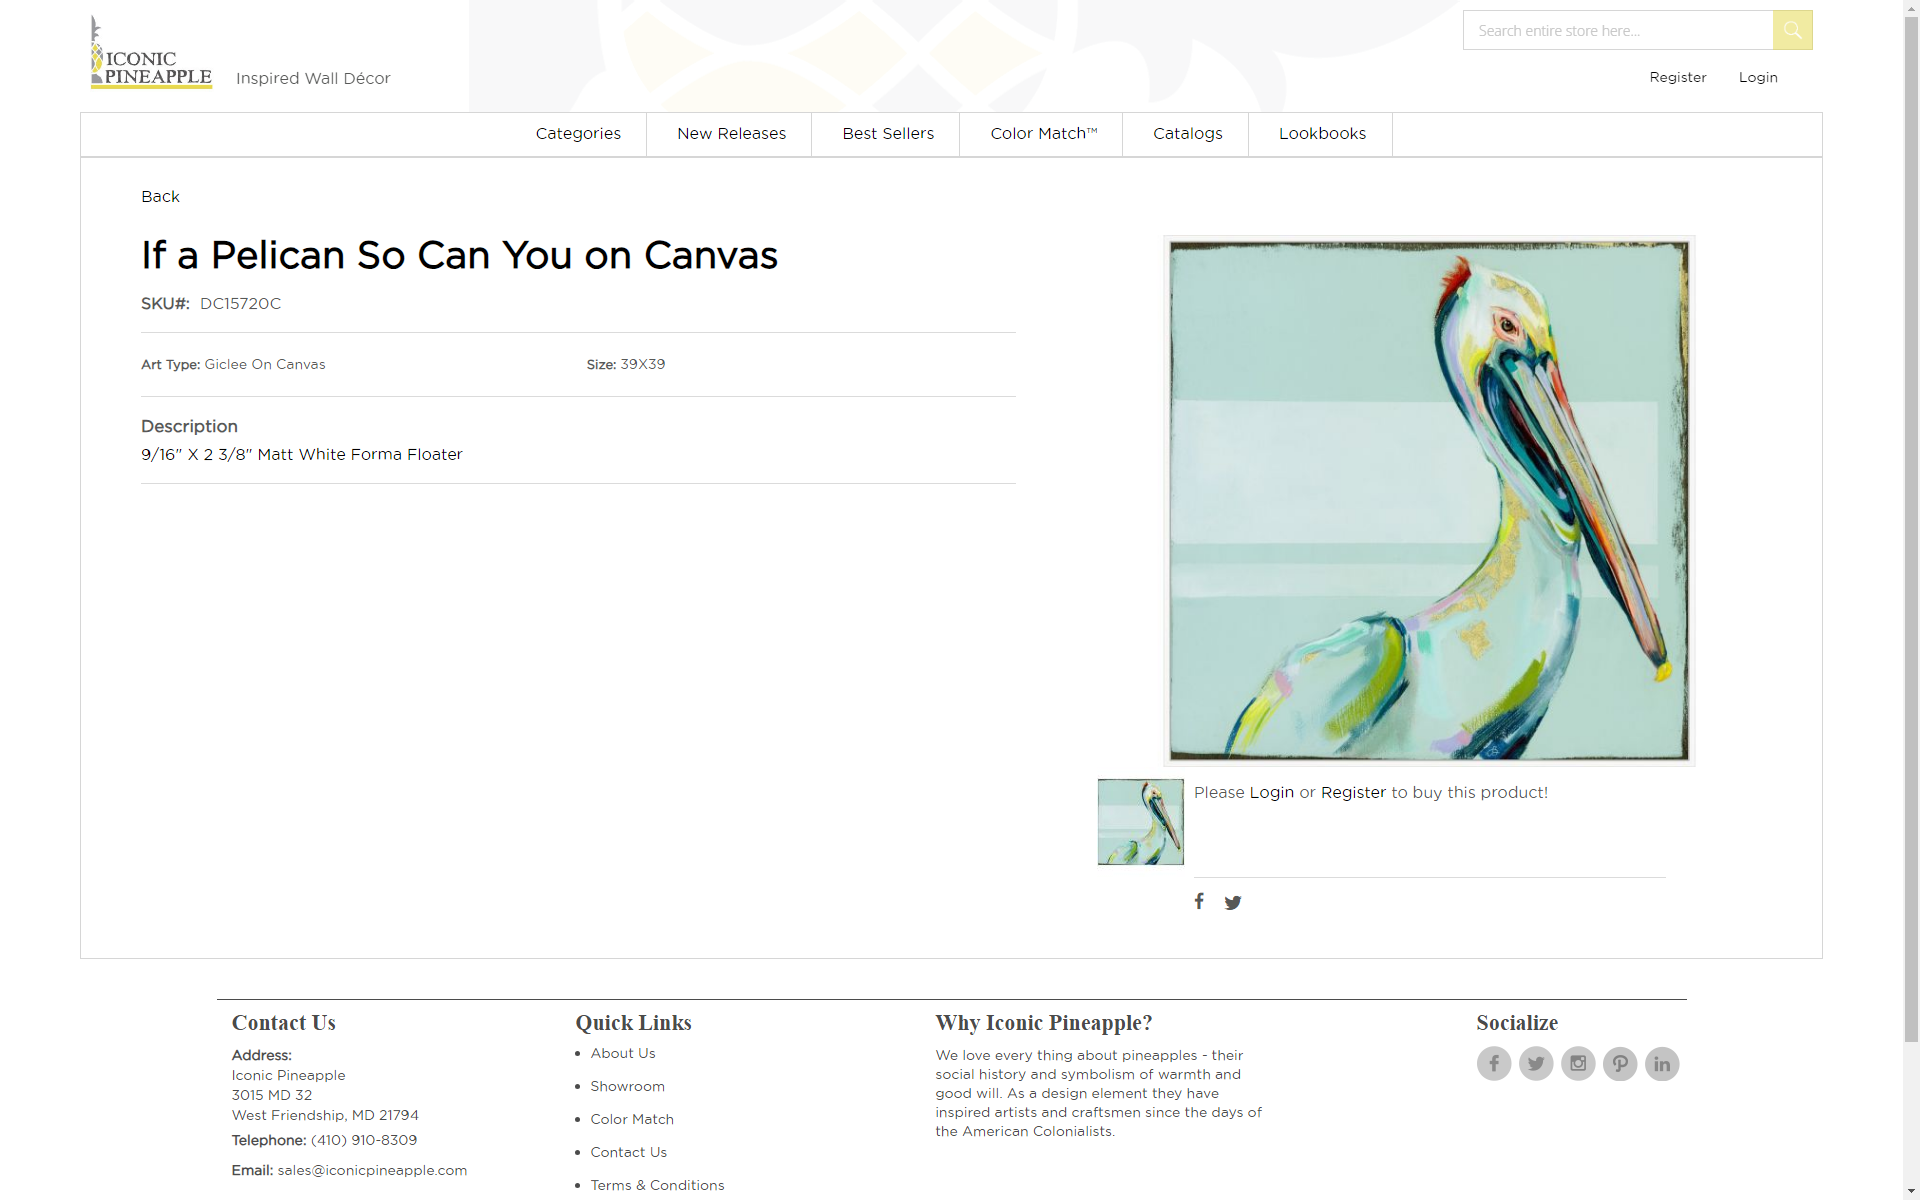 ICONIC
PINEAPPLE
Inspired Wall Décor
Search entire store here...
Register
Login
Categories
New Releases
Best Sellers
Color Match™
Catalogs
Lookbooks
Back
If a Pelican So Can You on Canvas
SKU#: DC15720C
Art Type: Giclee On Canvas
Size: 39X39
Description
9/16" X 2 3/8" Matt White Forma Floater
Please Login or Register to buy this product!
Contact Us
Address:
Iconic Pineapple
3015 MD 32
West Friendship, MD 21794
Telephone: (410) 910-8309
Email: sales@iconicpineapple.com
Quick Links
• About Us
• Showroom
• Color Match
• Contact Us
• Terms & Conditions
Why Iconic Pineapple?
We love every thing about pineapples - their
social history and symbolism of warmth and
good will. As a design element they have
inspired artists and craftsmen since the days of
the American Colonialists.
Socialize